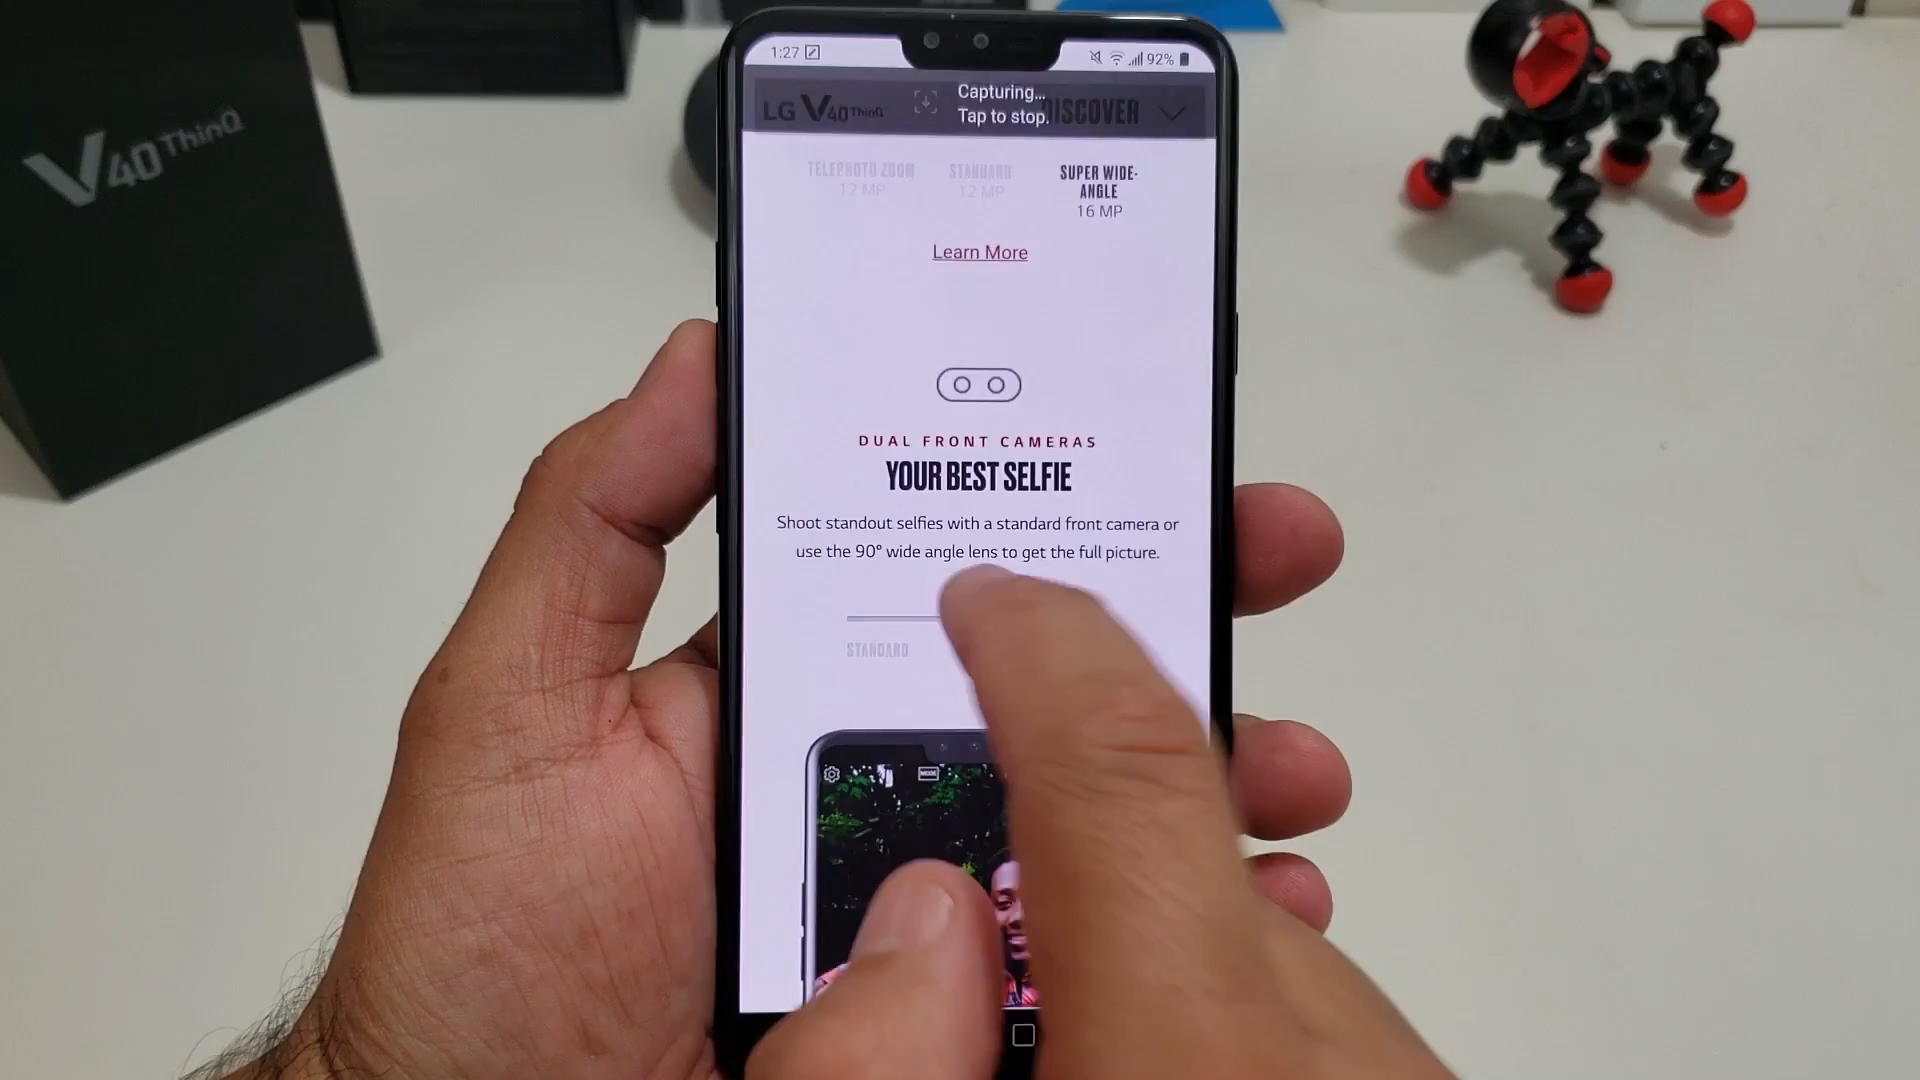 V40 ThinQ
1:27
92%
LG V40 ThinQ
Capturing...
Tap to stop.
DISCOVER
TELEPHOTO ZOOM
12 MP
STANDARD
12 MP
SUPER WIDE-
ANGLE
16 MP
Learn More
DUAL FRONT CAMERAS
YOUR BEST SELFIE
Shoot standout selfies with a standard front camera or
use the 90° wide angle lens to get the full picture.
STANDARD
MODE